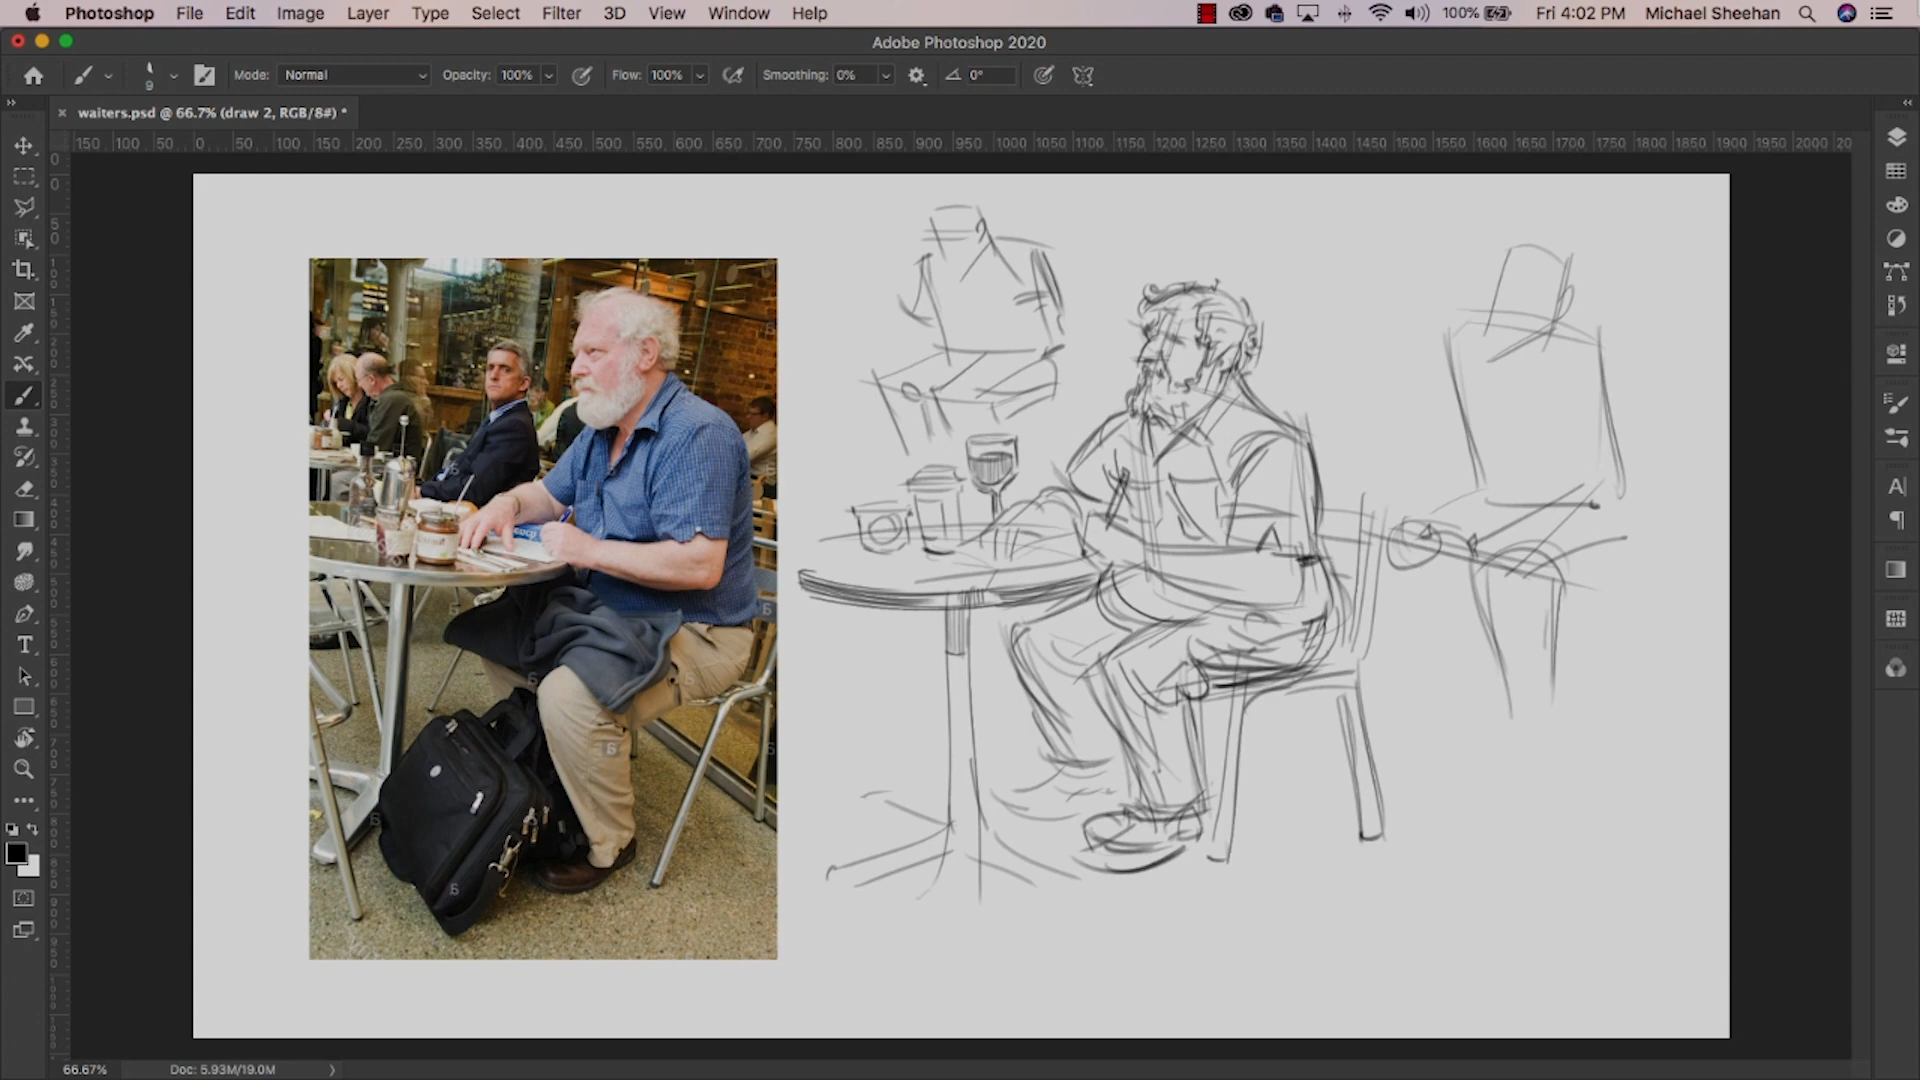 Photoshop File Edit Image Layer Type Select Filter 3D View Window Help 100% Fri 4:02 PM Michael Sheehan
Adobe Photoshop 2020
9 Mode: Normal Opacity: 100% Flow: 100% Smoothing: 0% 0°
waiters.psd @ 66.7% (draw 2, RGB/8#) *
150 100 50 0 50 100 150 200 250 300 350 400 450 500 550 600 650 700 750 800 850 900 950 1000 1050 1100 1150 1200 1250 1300 1350 1400 1450 1500 1550 1600 1650 1700 1750 1800 1850 1900 1950 2000 20
66.67% Doc: 5.93M/19.0M